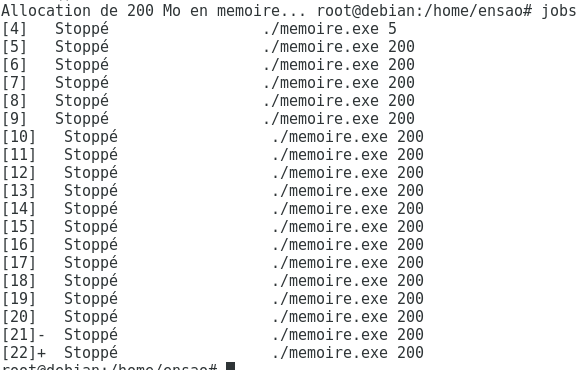 Allocation de 200 Mo en memoire... root@debian:/home/ensao# jobs
[4]   Stoppé                 ./memoire.exe 5
[5]   Stoppé                 ./memoire.exe 200
[6]   Stoppé                 ./memoire.exe 200
[7]   Stoppé                 ./memoire.exe 200
[8]   Stoppé                 ./memoire.exe 200
[9]   Stoppé                 ./memoire.exe 200
[10]   Stoppé                 ./memoire.exe 200
[11]   Stoppé                 ./memoire.exe 200
[12]   Stoppé                 ./memoire.exe 200
[13]   Stoppé                 ./memoire.exe 200
[14]   Stoppé                 ./memoire.exe 200
[15]   Stoppé                 ./memoire.exe 200
[16]   Stoppé                 ./memoire.exe 200
[17]   Stoppé                 ./memoire.exe 200
[18]   Stoppé                 ./memoire.exe 200
[19]   Stoppé                 ./memoire.exe 200
[20]   Stoppé                 ./memoire.exe 200
[21]-  Stoppé                 ./memoire.exe 200
[22]+  Stoppé                 ./memoire.exe 200
root@debian:/home/ensao#